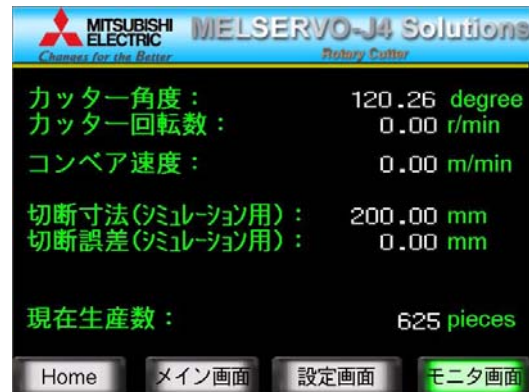 MITSUBISHI ELECTRIC
Changes for the Better
MELSERVO-J4 Solutions
Rotary Cutter
カッター角度： 120.26 degree
カッター回転数： 0.00 r/min
コンベア速度： 0.00 m/min
切断寸法(ｼﾐｭﾚｰｼｮﾝ用)： 200.00 mm
切断誤差(ｼﾐｭﾚｰｼｮﾝ用)： 0.00 mm
現在生産数： 625 pieces
Home メイン画面 設定画面 モニタ画面